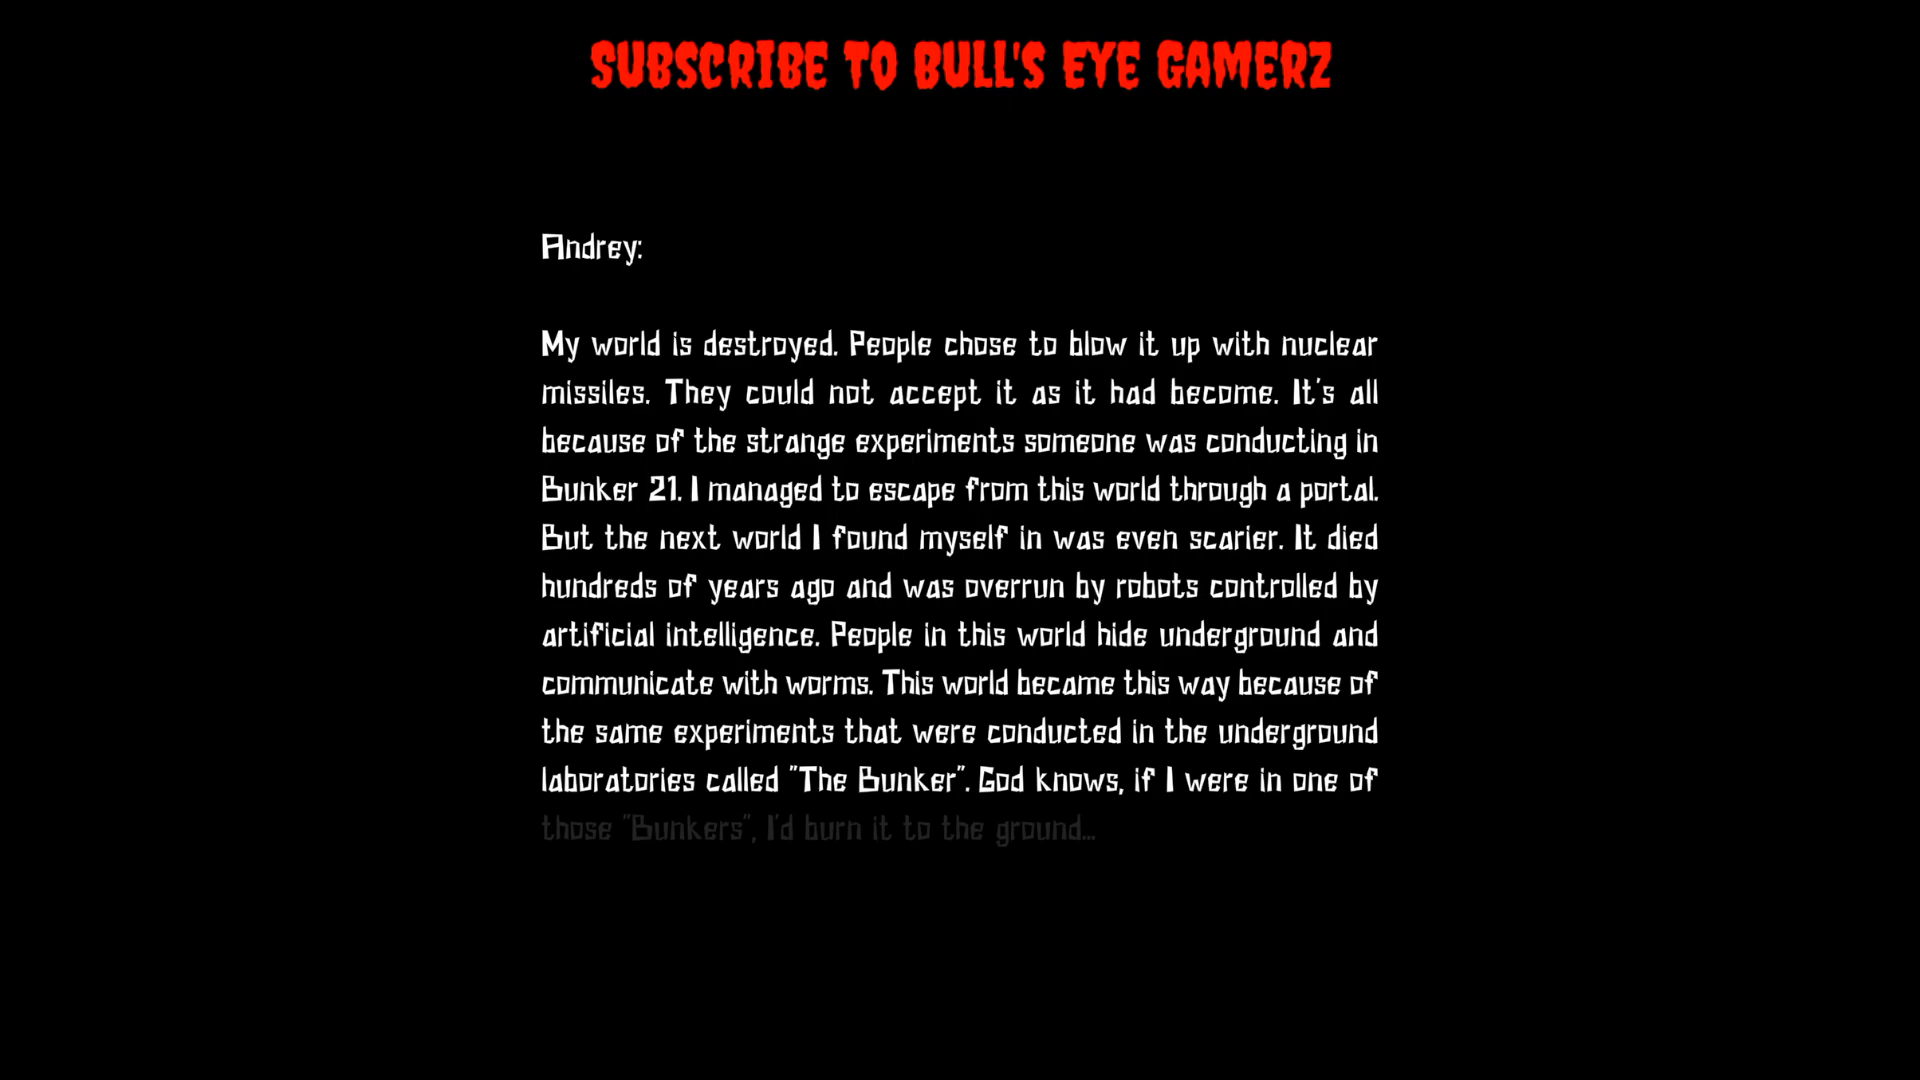 SUBSCRIBE TO BULL'S EYE GAMERZ
Andrey:
My world is destroyed. People chose to blow it up with nuclear
missiles. They could not accept it as it had become. It's all
because of the strange experiments someone was conducting in
Bunker 21. I managed to escape from this world through a portal.
But the next world I found myself in was even scarier. It died
hundreds of years ago and was overrun by robots controlled by
artificial intelligence. People in this world hide underground and
communicate with worms. This world became this way because of
the same experiments that were conducted in the underground
laboratories called "The Bunker". God knows, if I were in one of
those "Bunkers", I'd burn it to the ground...